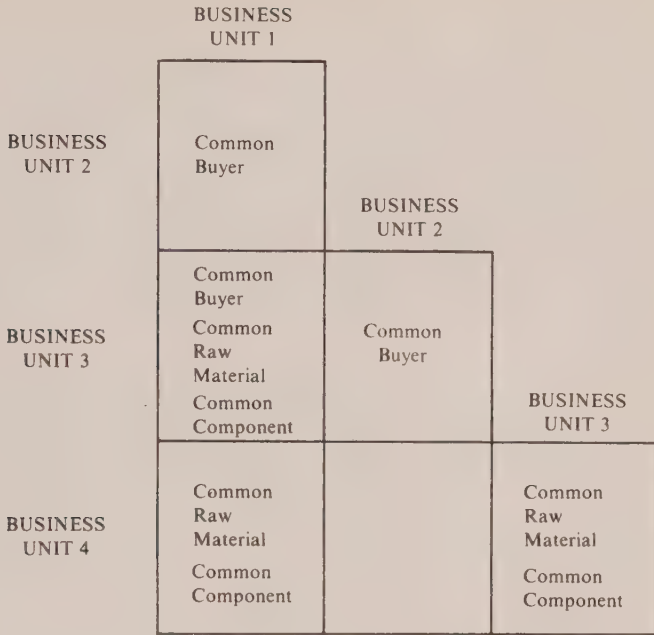 BUSINESS
UNIT 1
BUSINESS
UNIT 2
Common
Buyer
BUSINESS
UNIT 2
BUSINESS
UNIT 3
Common
Buyer
Common
Raw
Material
Common
Component
Common
Buyer
BUSINESS
UNIT 3
BUSINESS
UNIT 4
Common
Raw
Material
Common
Component
Common
Raw
Material
Common
Component